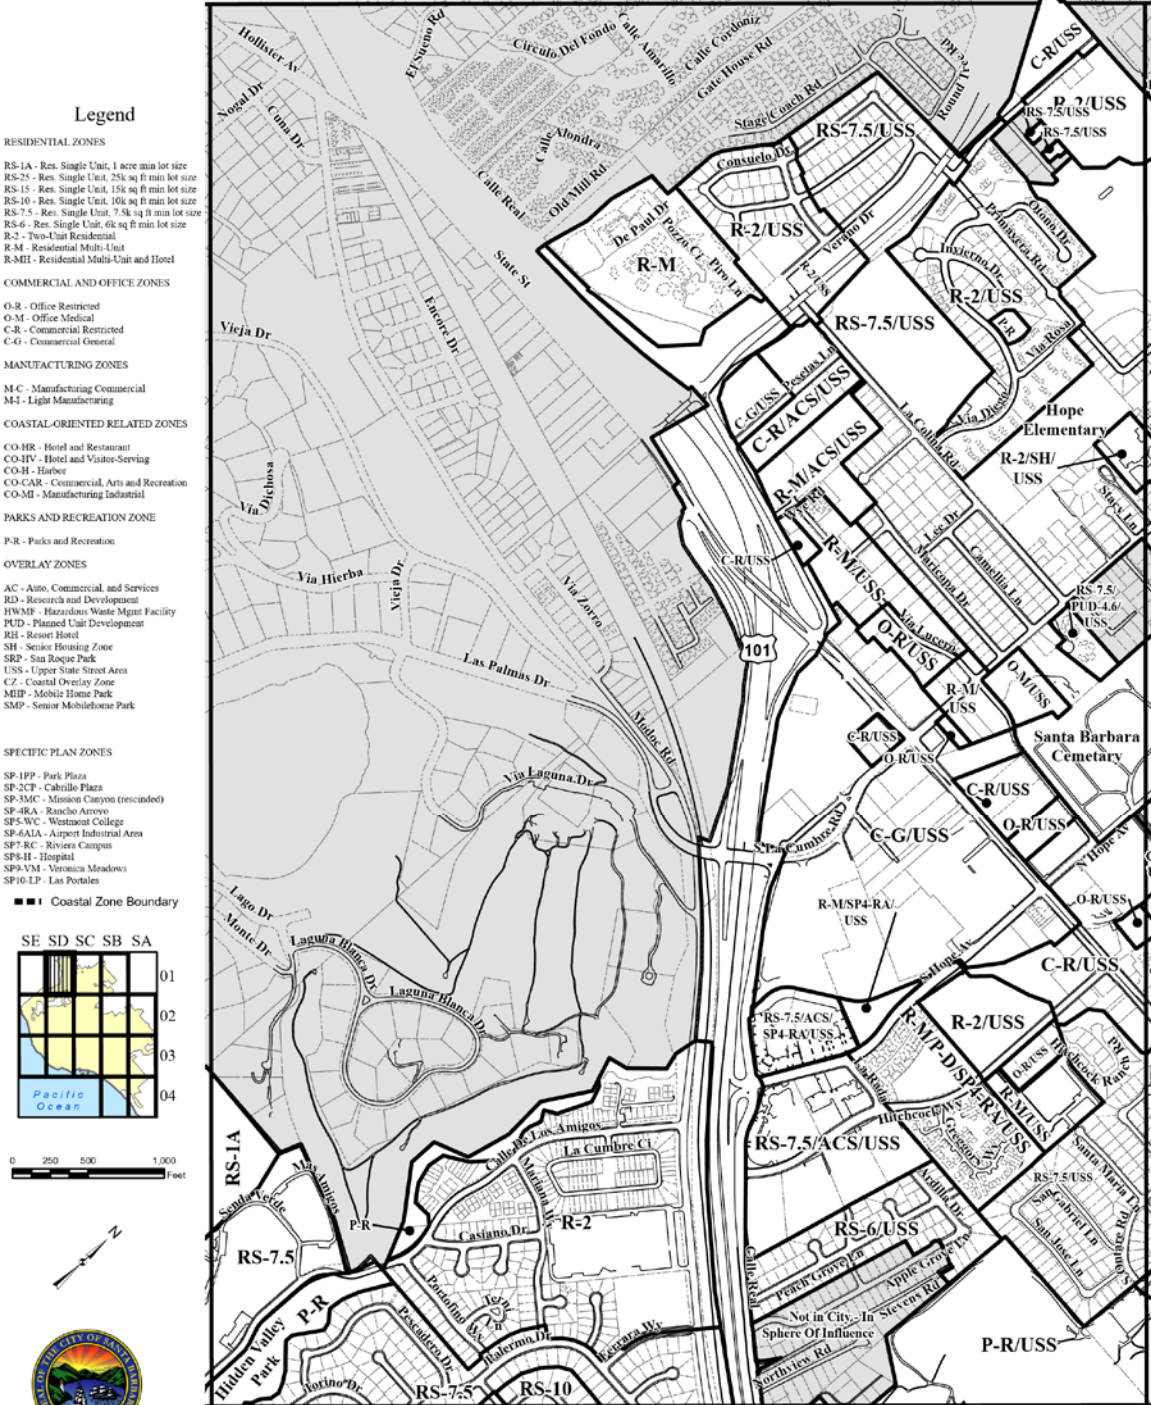 Legend
RESIDENTIAL ZONES
RS-1A - Res. Single Unit, 1 acre min lot size
RS-25 - Res. Single Unit, 25k sq ft min lot size
RS-15 - Res. Single Unit, 15k sq ft min lot size
RS-10 - Res. Single Unit, 10k sq ft min lot size
RS-7.5 - Res. Single Unit, 7.5k sq ft min lot size
RS-6 - Res. Single Unit, 6k sq ft min lot size
R-2 - Two-Unit Residential
R-M - Residential Multi-Unit
R-MH - Residential Multi-Unit and Hotel
COMMERCIAL AND OFFICE ZONES
O-R - Office Restricted
O-M - Office Medical
C-R - Commercial Restricted
C-G - Commercial General
MANUFACTURING ZONES
M-C - Manufacturing Commercial
M-I - Light Manufacturing
COASTAL-ORIENTED RELATED ZONES
CO-HR - Hotel and Restaurant
CO-HV - Hotel and Visitor-Serving
CO-H - Harbor
CO-CAR - Commercial, Arts and Recreation
CO-MI - Manufacturing Industrial
PARKS AND RECREATION ZONE
P-R - Parks and Recreation
OVERLAY ZONES
AC - Auto, Commercial, and Services
RD - Research and Development
HWMF - Hazardous Waste Mgmt Facility
PUD - Planned Unit Development
RH - Resort Hotel
SH - Senior Housing Zone
SRP - San Roque Park
USS - Upper State Street Area
CZ - Coastal Overlay Zone
MHP - Mobile Home Park
SMP - Senior Mobilehome Park
SPECIFIC PLAN ZONES
SP-1PP - Park Plaza
SP-2CP - Cabrillo Plaza
SP-3MC - Mission Canyon (rescinded)
SP-4RA - Rancho Arroyo
SP5-WC - Westmont College
SP-6AIA - Airport Industrial Area
SP7-RC - Riviera Campus
SP8-H - Hospital
SP9-VM - Veronica Meadows
SP10-LP - Las Portales
Coastal Zone Boundary
SE SD SC SB SA
01
02
03
04
Pacific
Ocean
0 250 500 1,000
Feet
N
Hollister Av
El Sueno Rd
Circulo Del Fondo
Calle Amarillo
Calle Cordoniz
Gate House Rd
Nogal Dr
Cuna Dr
Calle Alondra
Stage Coach Rd
Round Tree Rd
C-R/USS
R-2/USS
RS-7.5/USS
RS-7.5/USS
RS-7.5/USS
Consuelo Dr
Calle Real
Old Mill Rd
De Paul Dr
Pozzo Cr
Piro Ln
R-M
R-2/USS
Verano Dr
R-2/USS
Primavera Rd
Otono Dr
Invierno Dr
R-2/USS
P-R
Via Rosa
Via Diego
State St
Encore Dr
Vieja Dr
RS-7.5/USS
Pesetas Ln
C-G/USS
C-R/ACS/USS
R-M/ACS/USS
La Colina Rd
Hope
Elementary
R-2/SH/
USS
Stacy Ln
Via Dichosa
Wye Rd
Lee Dr
C-R/USS
R-M/USS
Maricopa Dr
Camellia Ln
Via Hierba
Vieja Dr
Via Zorro
RS-7.5/
PUD-4.6/
USS
Via Lucero
O-R/USS
101
Las Palmas Dr
O-M/USS
R-M/
USS
Modoc Rd
C-R/USS
O-R/USS
Santa Barbara
Cemetary
Via Laguna Dr
C-R/USS
O-R/USS
S La Cumbre Rd
C-G/USS
N Hope Av
Lago Dr
Monte Dr
R-M/SP4-RA/
USS
O-R/USS
Laguna Blanca Dr
S Hope Av
C-R/USS
Laguna Blanca Dr
RS-7.5/ACS/
SP4-RA/USS
R-M/P-D/SP4-RA/USS
R-2/USS
O-R/USS
Hitchcock Ranch Rd
La Rada
R-M/USS
Hitchcock Wy
Gregory Wy
Calle De Los Amigos
La Cumbre Ci
RS-7.5/ACS/USS
Santa Maria Ln
RS-1A
Mas Amigos
Mariana Wy
RS-7.5/USS
San Gabriel Ln
Ardilla Dr
Senda Verde
P-R
R-2
RS-6/USS
San Jose Ln
S Ontare Rd
Casiano Dr
RS-7.5
Calle Real
Peach Grove Ln
Apple Grove Ln
Stevens Rd
Not in City - In
Sphere Of Influence
P-R
Portofino Wy
Terni Ln
Pescadero Dr
Palermo Dr
Ferrara Wy
P-R/USS
Northview Rd
Hidden Valley
Park
Torino Dr
RS-7.5
RS-10